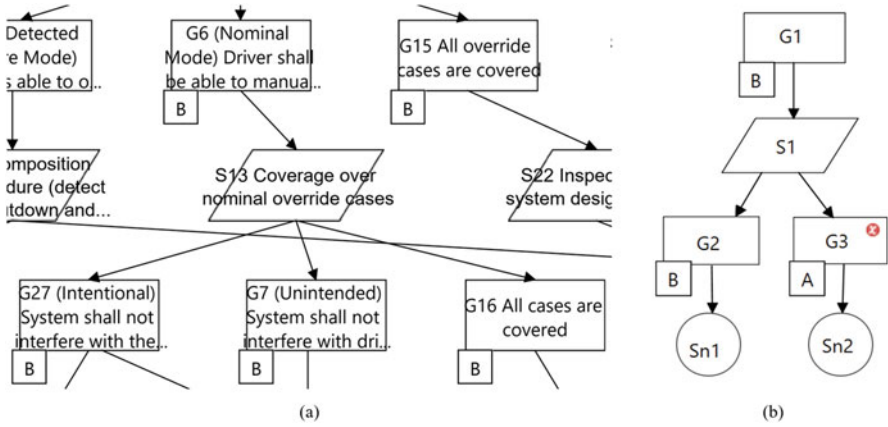 Detected
re Mode)
s able to o...
G6 (Nominal
Mode) Driver shall
be able to manua...
B
G15 All override
cases are covered
B
omposition
dure (detect
utdown and...
S13 Coverage over
nominal override cases
S22 Inspec
system desig
G27 (Intentional)
System shall not
interfere with the...
B
G7 (Unintended)
System shall not
interfere with dri...
B
G16 All cases are
covered
B
(a)
G1
B
S1
G2
B
G3
x
A
Sn1
Sn2
(b)